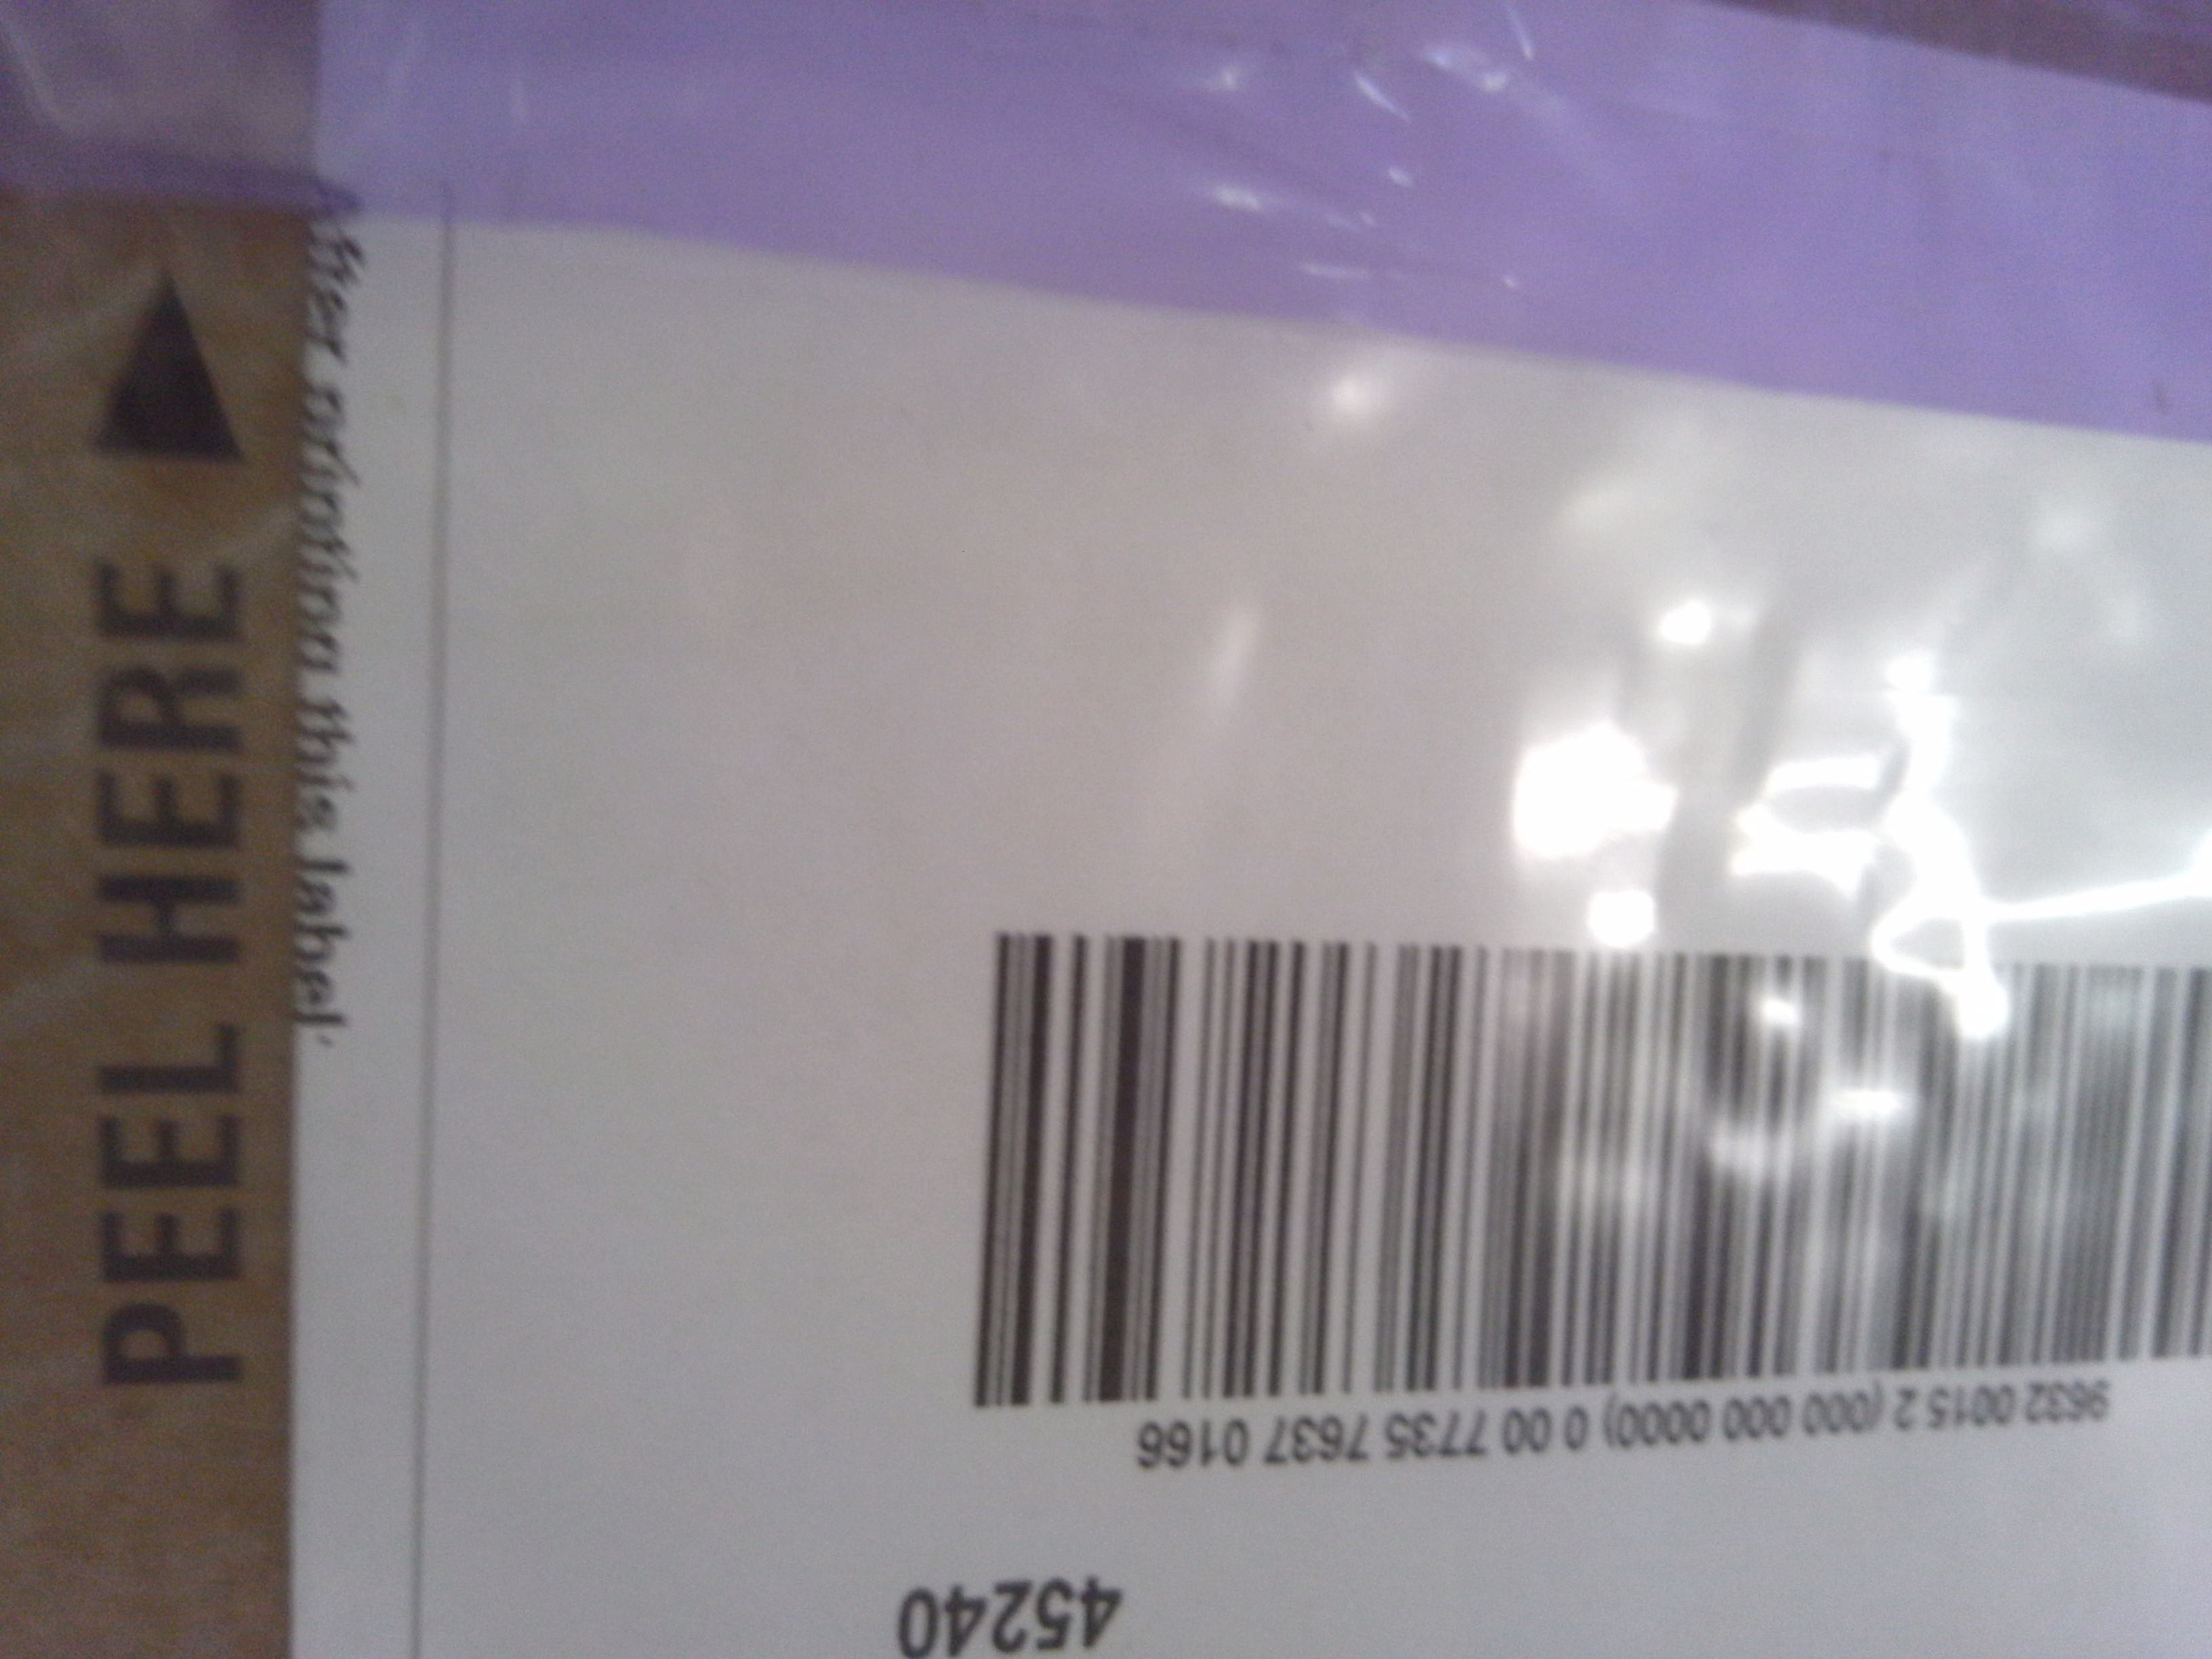 PEEL HERE
After printing this label.
45240
9632 0015 2 (000 000 0000) 0 00 7735 7637 0166